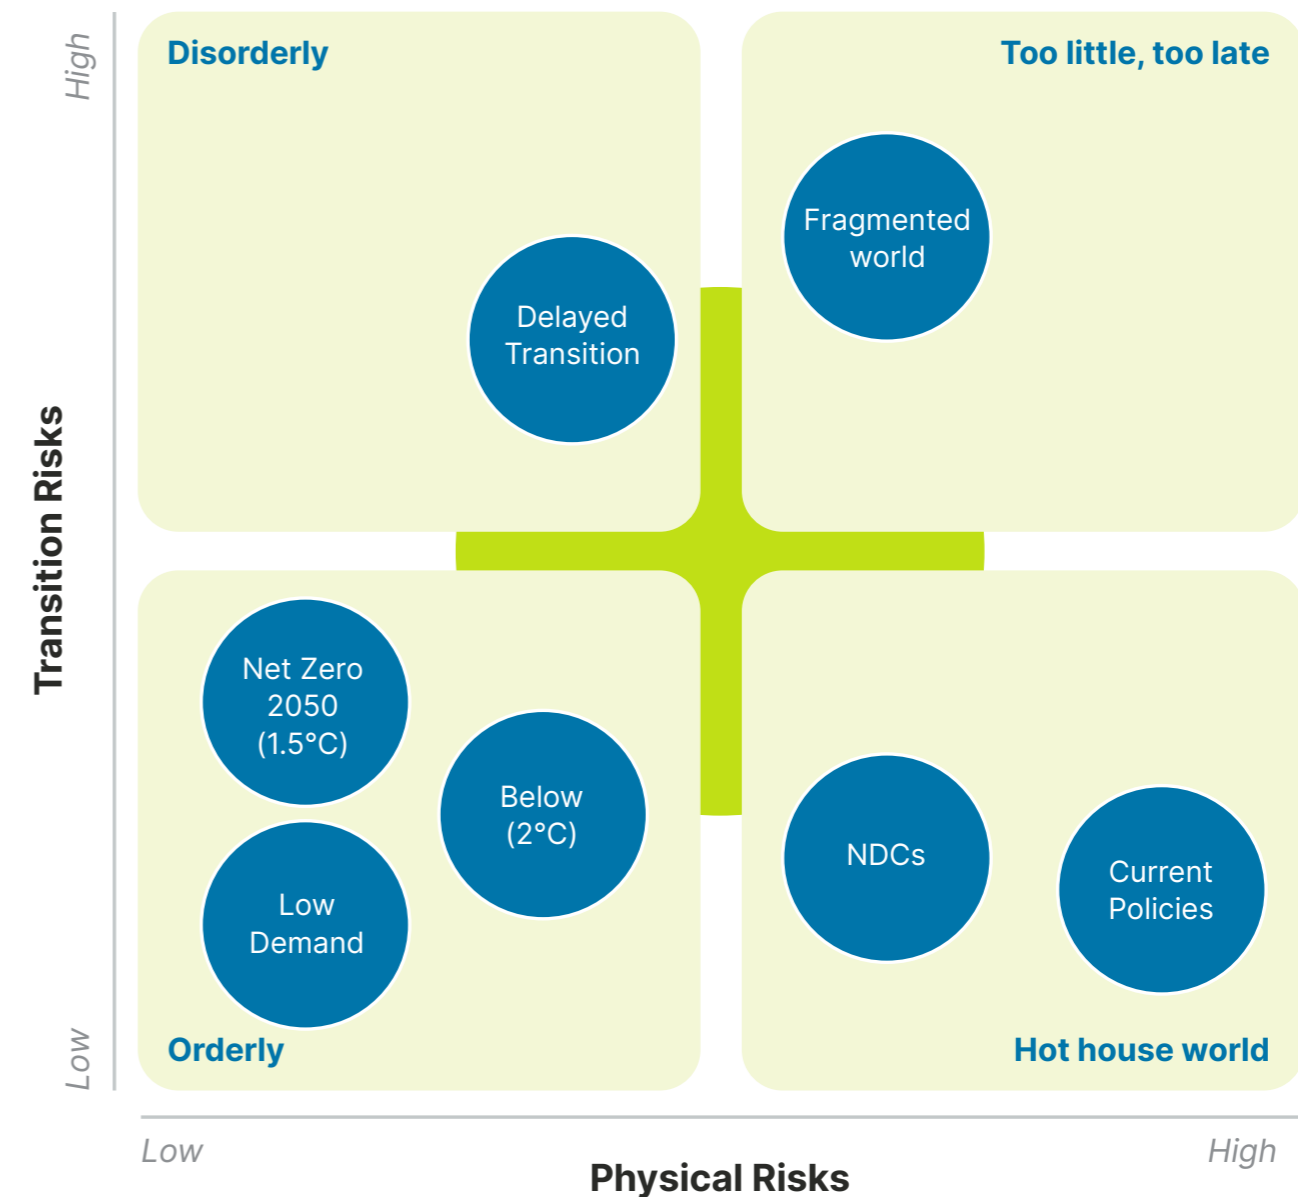 High
Disorderly
Too little, too late
Fragmented
world
Delayed
Transition
Transition Risks
Net Zero
2050
(1.5°C)
Below
(2°C)
NDCs
Current
Policies
Low
Demand
Low
Orderly
Hot house world
Low
High
Physical Risks